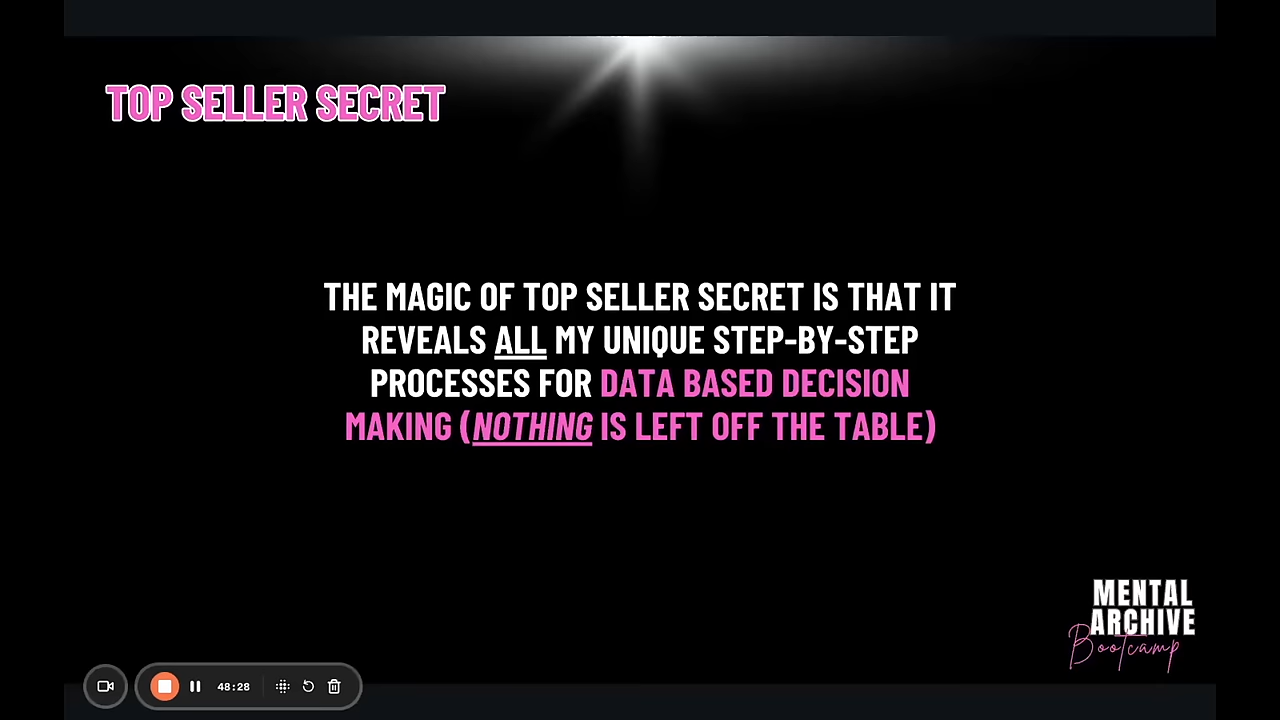 TOP SELLER SECRET
THE MAGIC OF TOP SELLER SECRET IS THAT IT
REVEALS ALL MY UNIQUE STEP-BY-STEP
PROCESSES FOR DATA BASED DECISION
MAKING (NOTHING IS LEFT OFF THE TABLE)
MENTAL
ARCHIVE
Bootcamp
48:28